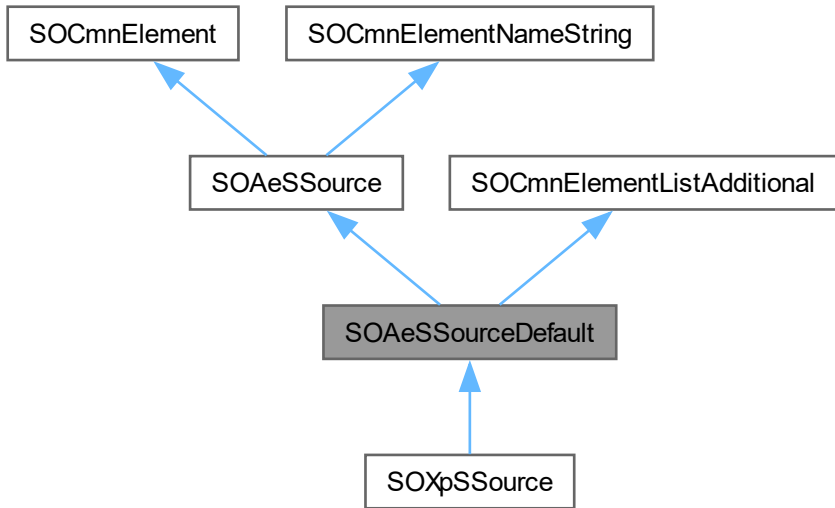 SOCmnElement
SOCmnElementNameString
SOAeSSource
SOCmnElementListAdditional
SOAeSSourceDefault
SOXpSSource